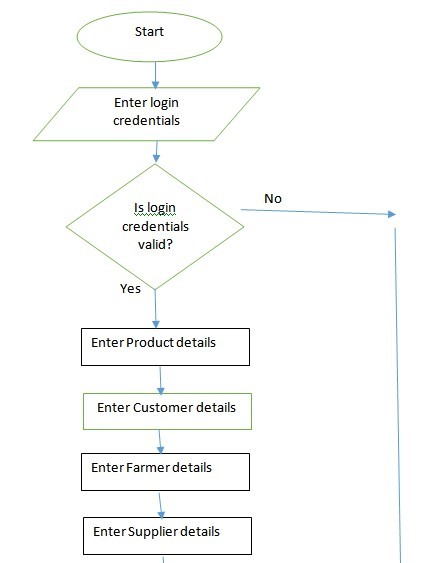 Start
Enter login
credentials
Is login
credentials
valid?
No
Yes
Enter Product details
Enter Customer details
Enter Farmer details
Enter Supplier details